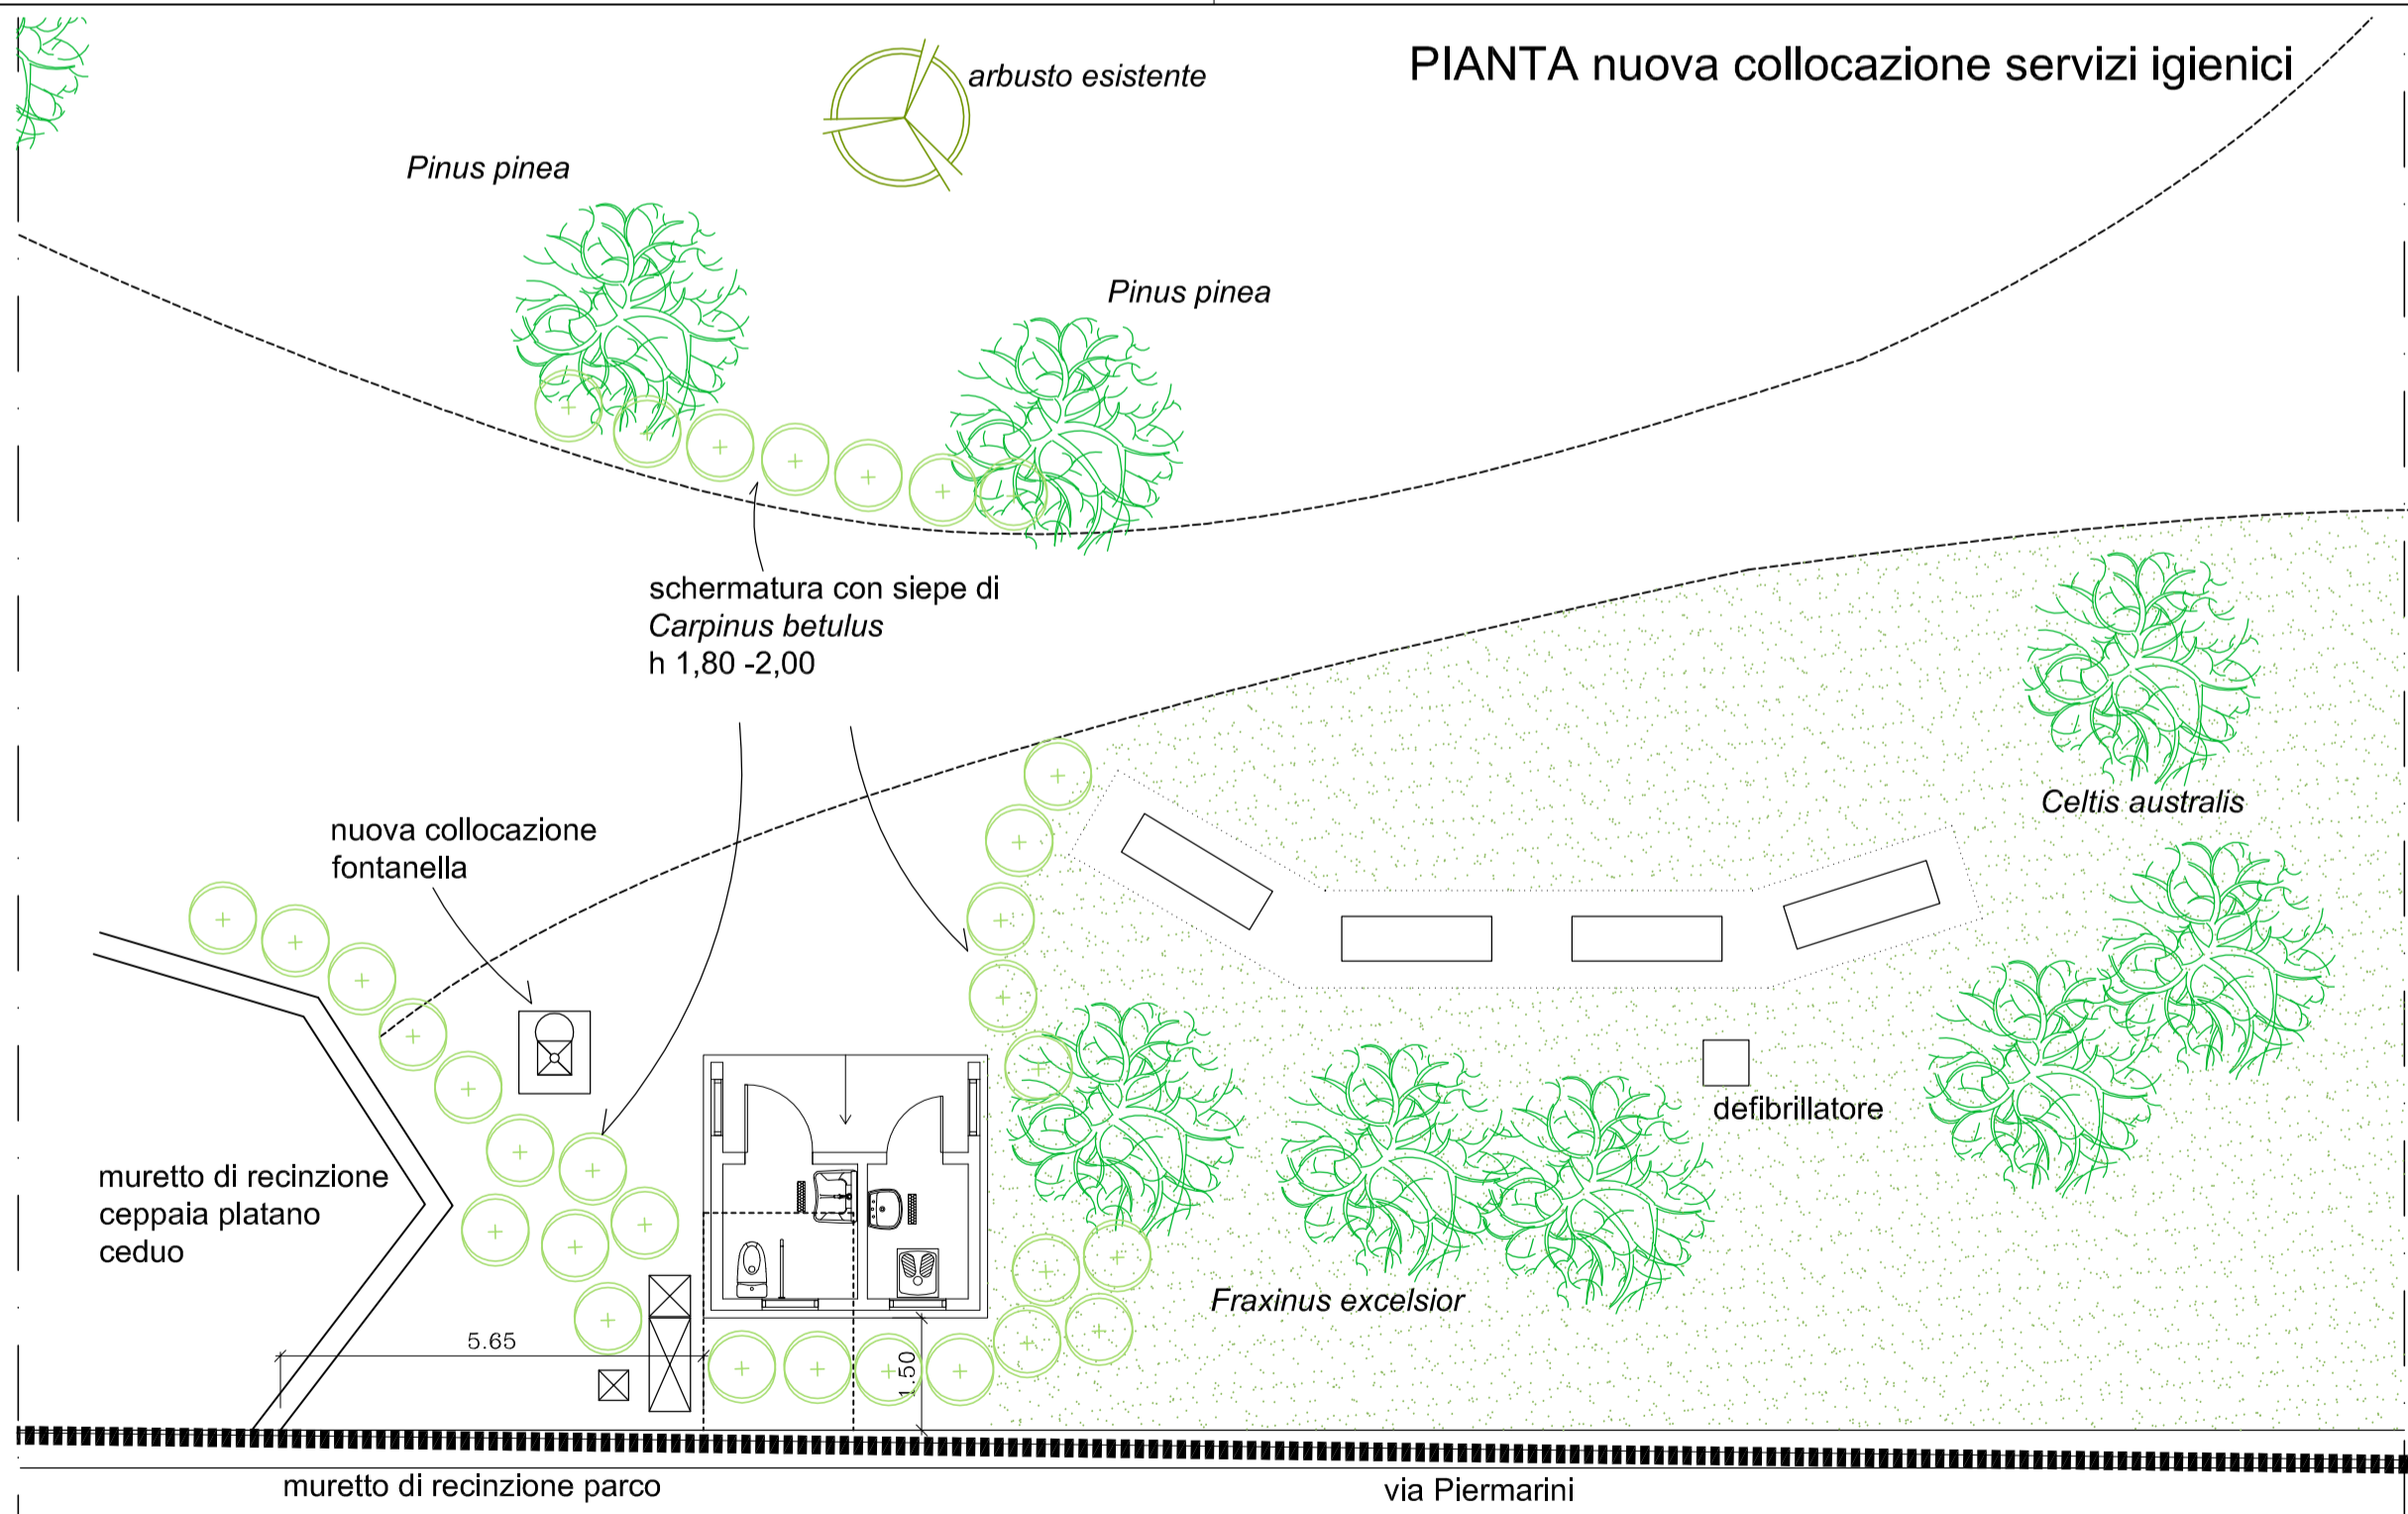 PIANTA nuova collocazione servizi igienici
arbusto esistente
Pinus pinea
Pinus pinea
schermatura con siepe di
Carpinus betulus
h 1,80 -2,00
Celtis australis
nuova collocazione
fontanella
defibrillatore
muretto di recinzione
ceppaia platano
ceduo
Fraxinus excelsior
5.65
1.50
muretto di recinzione parco
via Piermarini